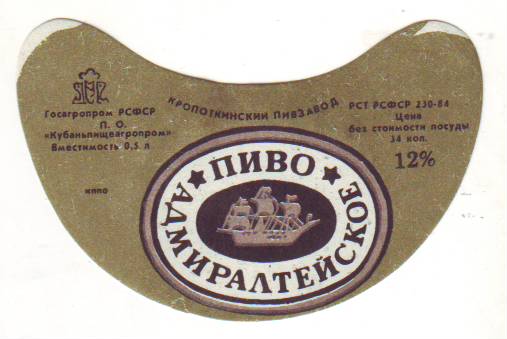 Госагропром РСФСР
П. О.
«Кубаньпищеагропром»
Вместимость 0,5 л
КРОПОТКИНСКИЙ ПИВЗАВОД
РСТ РСФСР 230-84
Цена
без стоимости посуды
34 коп.
12%
ПИВО
АДМИРАЛТЕЙСКОЕ